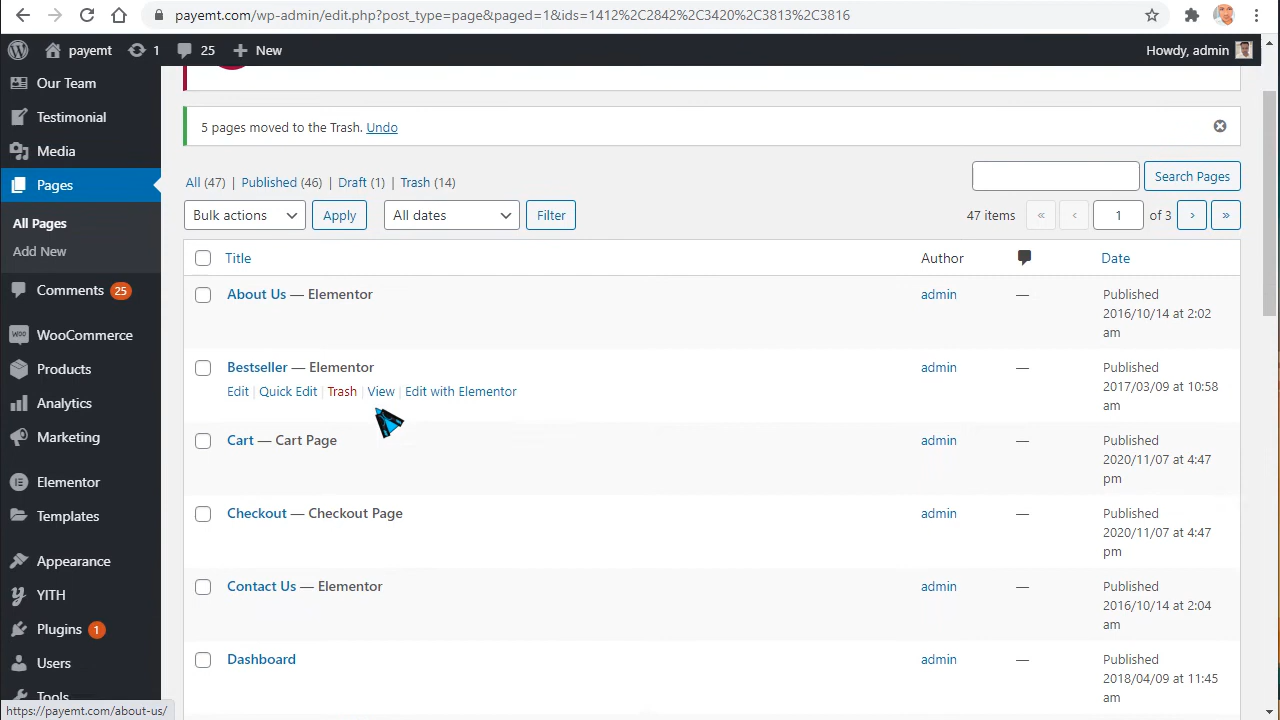 payemt.com/wp-admin/edit.php?post_type=page&paged=1&ids=1412%2C2842%2C3420%2C3813%2C3816
payemt 1 25 New Howdy, admin
Our Team
Testimonial
Media
Pages
All Pages
Add New
Comments 25
WooCommerce
Products
Analytics
Marketing
Elementor
Templates
Appearance
YITH
Plugins 1
Users
Tools
https://payemt.com/about-us/
5 pages moved to the Trash. Undo
All (47) | Published (46) | Draft (1) | Trash (14)
Search Pages
Bulk actions Apply All dates Filter 47 items « ‹ 1 of 3 › »
Title Author Date
About Us — Elementor admin — Published
2016/10/14 at 2:02
am
Bestseller — Elementor admin — Published
Edit | Quick Edit | Trash | View | Edit with Elementor 2017/03/09 at 10:58
am
Cart — Cart Page admin — Published
2020/11/07 at 4:47
pm
Checkout — Checkout Page admin — Published
2020/11/07 at 4:47
pm
Contact Us — Elementor admin — Published
2016/10/14 at 2:04
am
Dashboard admin — Published
2018/04/09 at 11:45
am